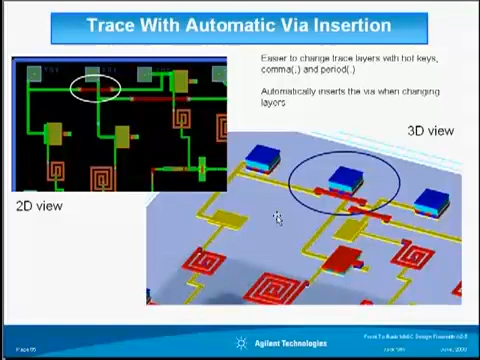 Trace With Automatic Via Insertion
Easier to change trace layers with hot keys,
comma(,) and period(.)
Automatically inserts the via when changing
layers
3D view
2D view
Agilent Technologies